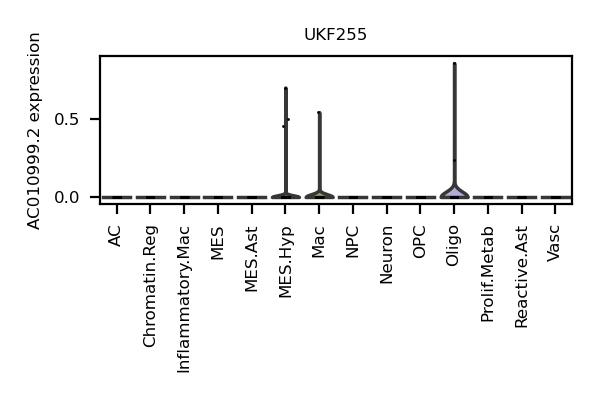 UKF255
AC010999.2 expression
0.5
0.0
AC
Chromatin.Reg
Inflammatory.Mac
MES
MES.Ast
MES.Hyp
Mac
NPC
Neuron
OPC
Oligo
Prolif.Metab
Reactive.Ast
Vasc